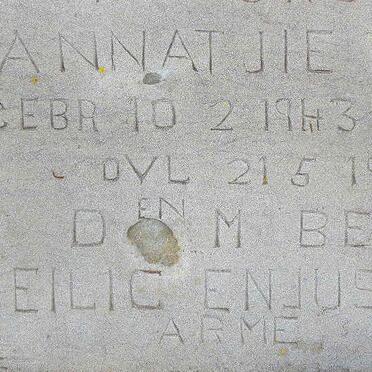 ANNATJIE
GEBR 10 2 1943
OVL 21 5 19
EN
D M BE
EILIG EN JUS
ARME